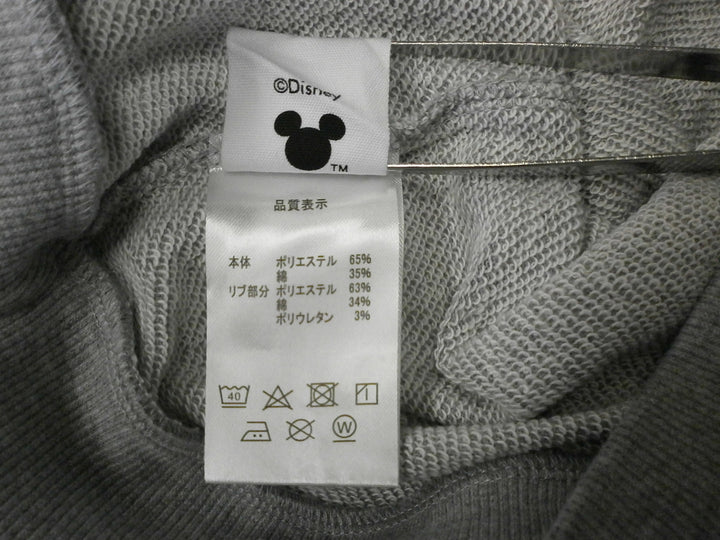 ©Disney
TM
品質表示
本体 ポリエステル 65%
綿 35%
リブ部分 ポリエステル 63%
綿 34%
ポリウレタン 3%
40
W